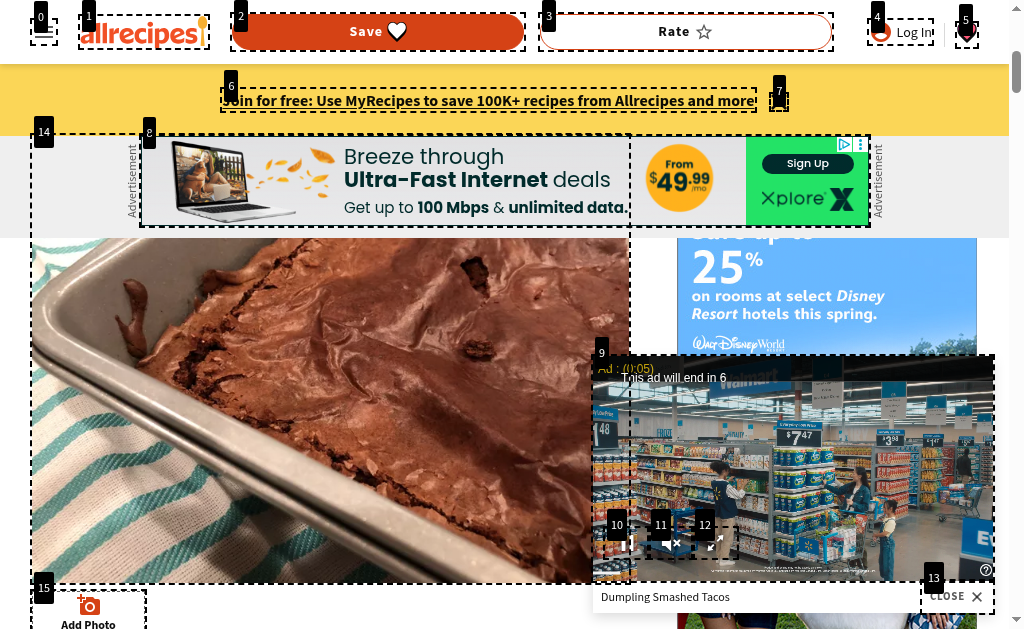 0
1
2
3
4
5
allrecipes
Save
Rate
Log In
6
7
Join for free: Use MyRecipes to save 100K+ recipes from Allrecipes and more
14
8
Advertisement
Breeze through
Ultra-Fast Internet deals
Get up to 100 Mbps & unlimited data.
From
$49.99
/mo
Sign Up
Xplore
Advertisement
25%
on rooms at select Disney
Resort hotels this spring.
Walt Disney World
9
Ad : (0:05)
This ad will end in 6
Walmart
$7 47
1 48
10
11
12
13
Dumpling Smashed Tacos
CLOSE
15
Add Photo